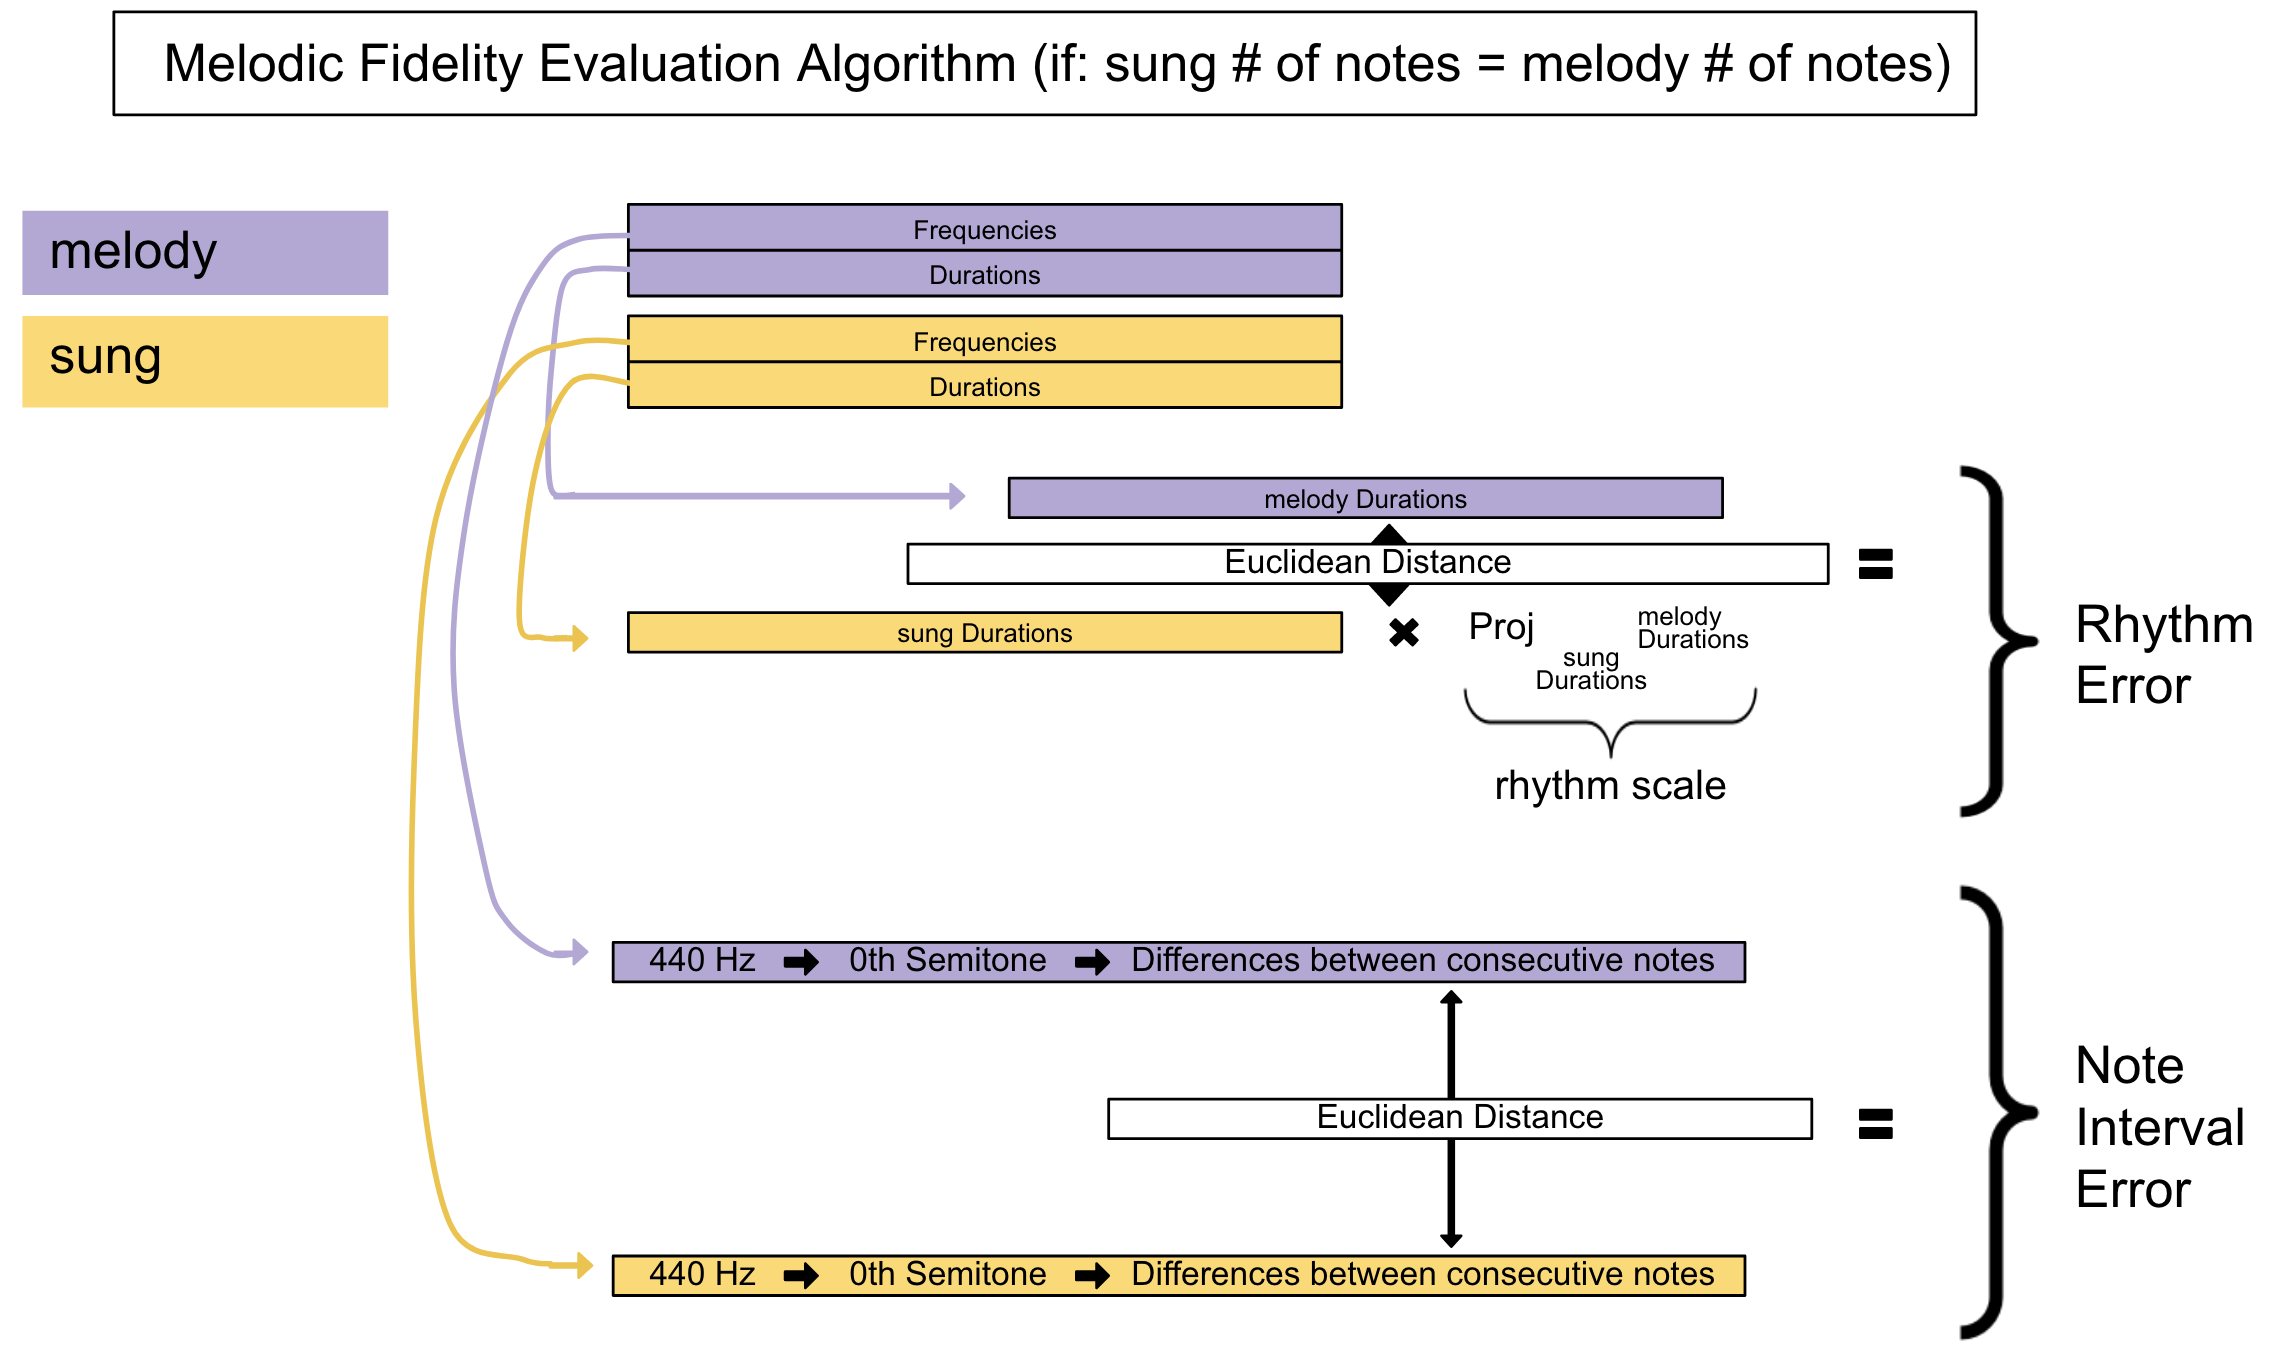 Melodic Fidelity Evaluation Algorithm (if: sung # of notes = melody # of notes)
melody
sung
Frequencies
Durations
Frequencies
Durations
melody Durations
Euclidean Distance
=
sung Durations
✖
Proj
sung
Durations
melody
Durations
rhythm scale
Rhythm
Error
440 Hz ➡ 0th Semitone ➡ Differences between consecutive notes
Euclidean Distance
=
440 Hz ➡ 0th Semitone ➡ Differences between consecutive notes
Note
Interval
Error